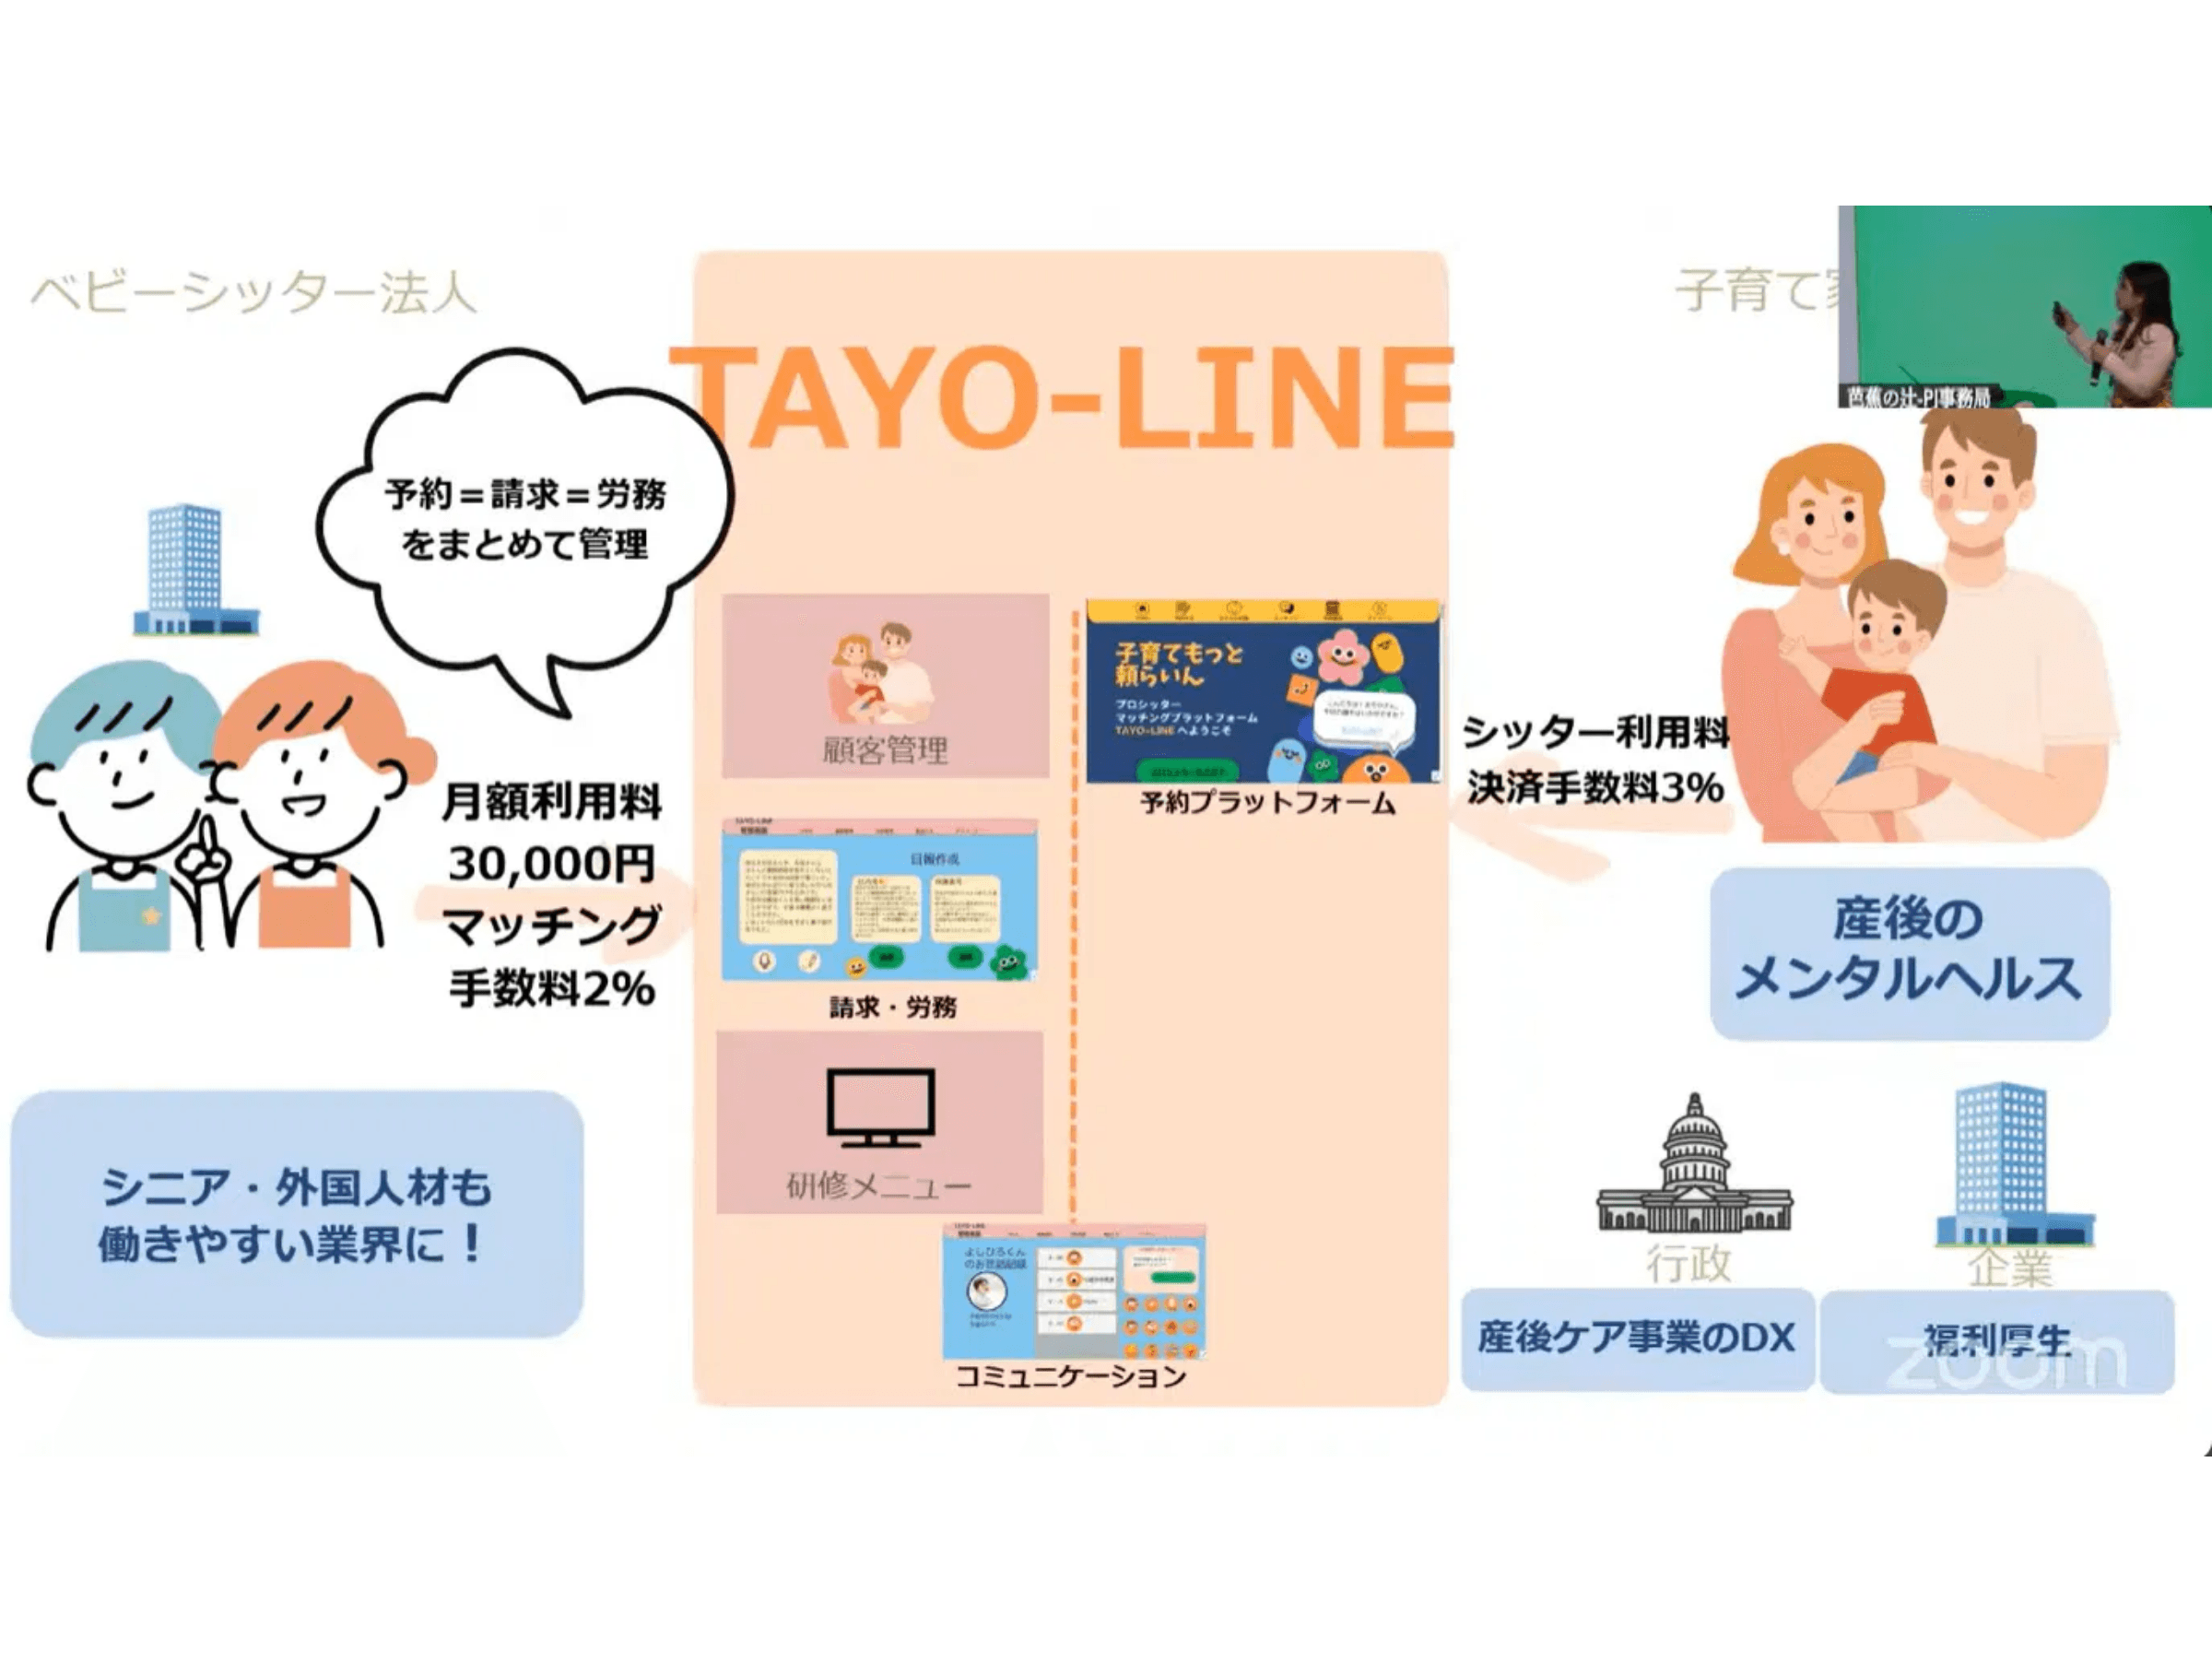 ベビーシッター法人
子育て
芭蕉の辻-PJ事務局
TAYO-LINE
予約＝請求＝労務
をまとめて管理
顧客管理
子育てもっと
頼らいん
プロシッター
マッチングプラットフォーム
TAYO-LINE へようこそ
予約プラットフォーム
シッター利用料
決済手数料3%
月額利用料
30,000円
マッチング
手数料2%
TAYO-LINE
日報作成
請求・労務
産後の
メンタルヘルス
研修メニュー
シニア・外国人材も
働きやすい業界に！
よしひろくん
のお世話記録
コミュニケーション
行政
企業
産後ケア事業のDX
福利厚生
zoom